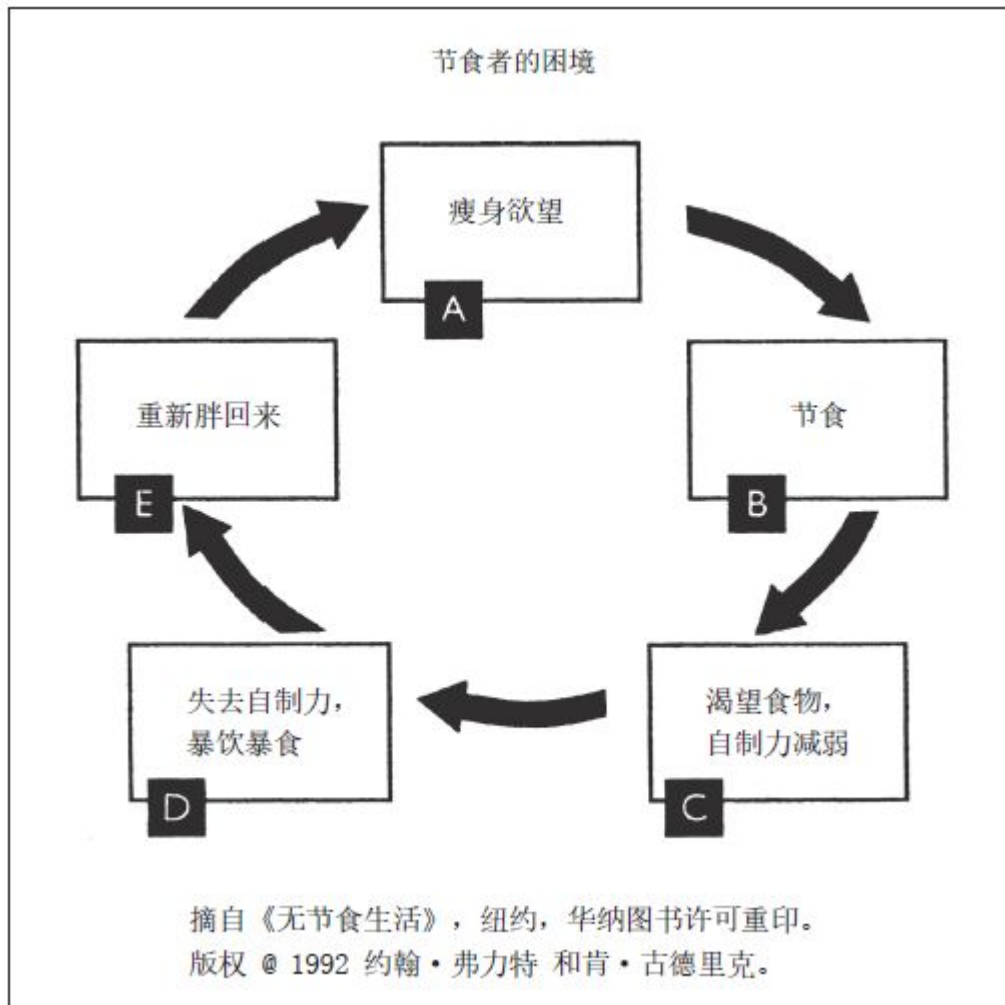 节食者的困境
瘦身欲望
A
节食
B
渴望食物，
自制力减弱
C
失去自制力，
暴饮暴食
D
重新胖回来
E
摘自《无节食生活》，纽约，华纳图书许可重印。
版权 @ 1992 约翰·弗力特 和肯·古德里克。